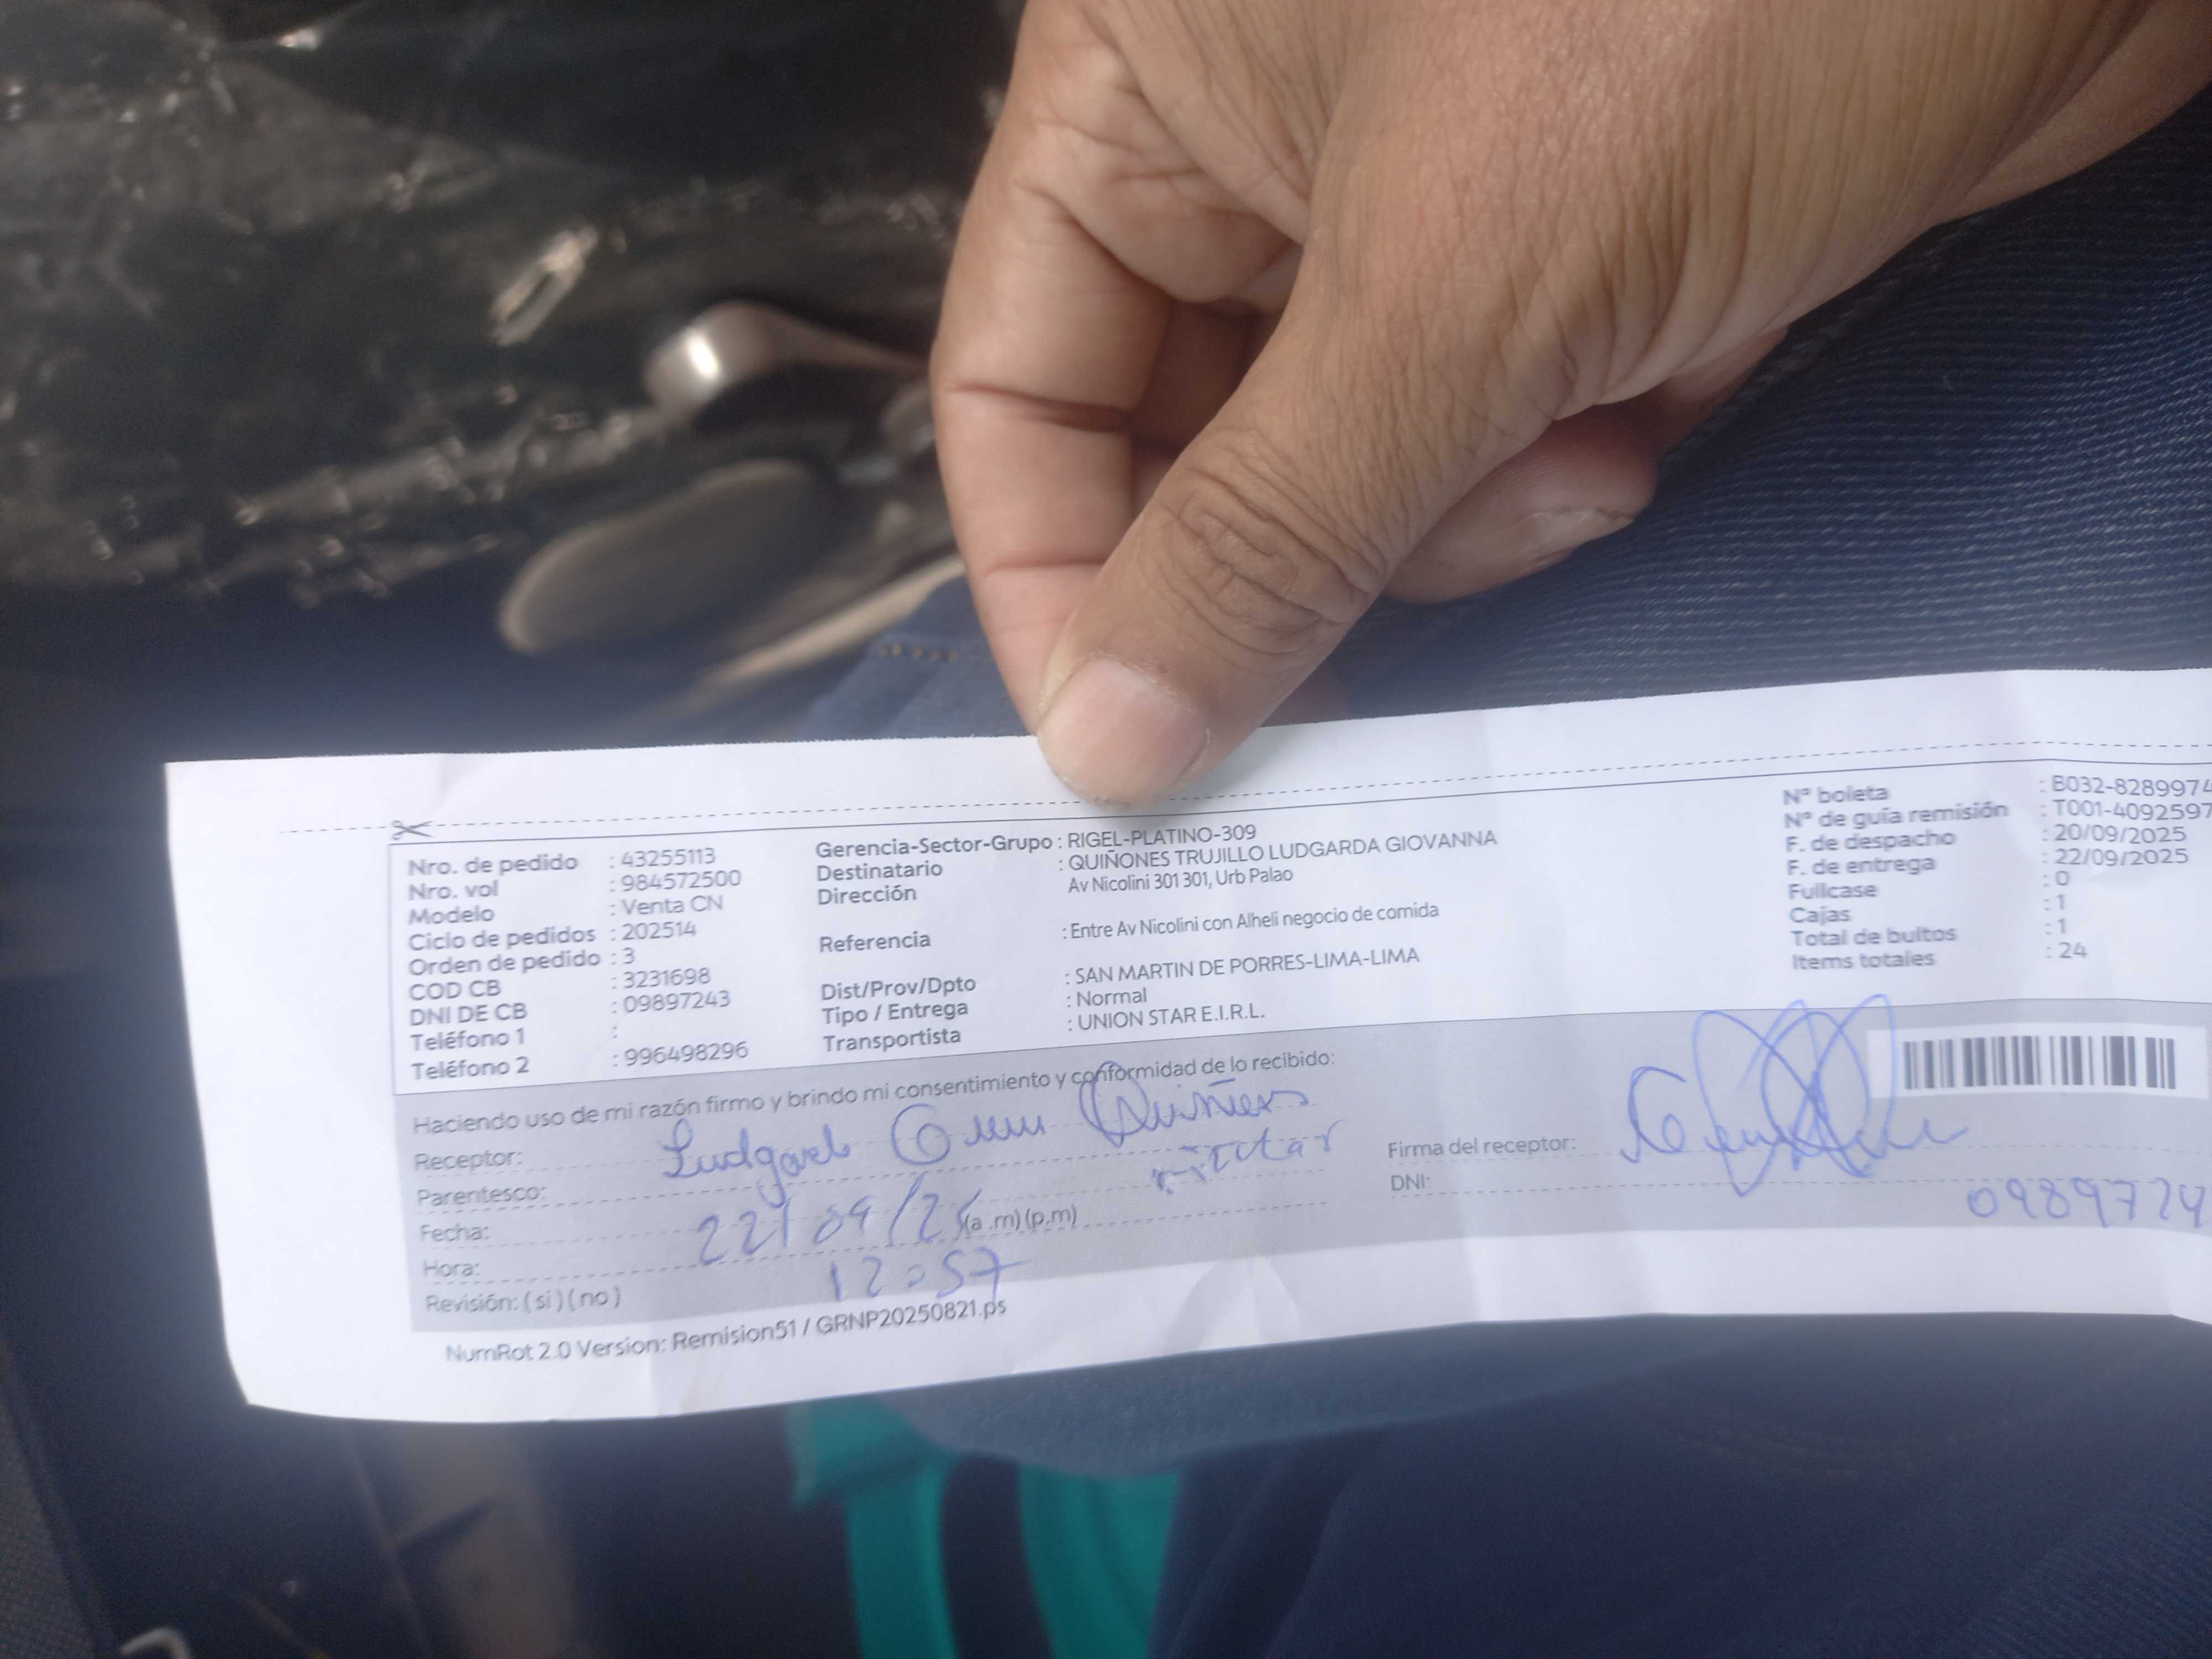 Nro. de pedido : 43255113
Nro. vol : 984572500
Modelo : Venta CN
Ciclo de pedidos : 202514
Orden de pedido : 3
COD CB : 3231698
DNI DE CB : 09897243
Teléfono 1 :
Teléfono 2 : 996498296
Gerencia-Sector-Grupo : RIGEL-PLATINO-309
Destinatario : QUIÑONES TRUJILLO LUDGARDA GIOVANNA
Dirección Av Nicolini 301 301, Urb Palao
Referencia : Entre Av Nicolini con Alheli negocio de comida
Dist/Prov/Dpto : SAN MARTIN DE PORRES-LIMA-LIMA
Tipo / Entrega : Normal
Transportista : UNION STAR E.I.R.L.
Nº boleta : B032-8289974
Nº de guía remisión : T001-4092597
F. de despacho : 20/09/2025
F. de entrega : 22/09/2025
Fullcase : 0
Cajas : 1
Total de bultos : 1
Items totales : 24
Haciendo uso de mi razón firmo y brindo mi consentimiento y conformidad de lo recibido:
Receptor:
Parentesco:
Fecha: 22/09/25 (a .m) (p.m)
Hora: 12:57
Revisión: ( si ) ( no )
Firma del receptor:
DNI: 0989724
NumRot 2.0 Version: Remision51 / GRNP20250821.ps